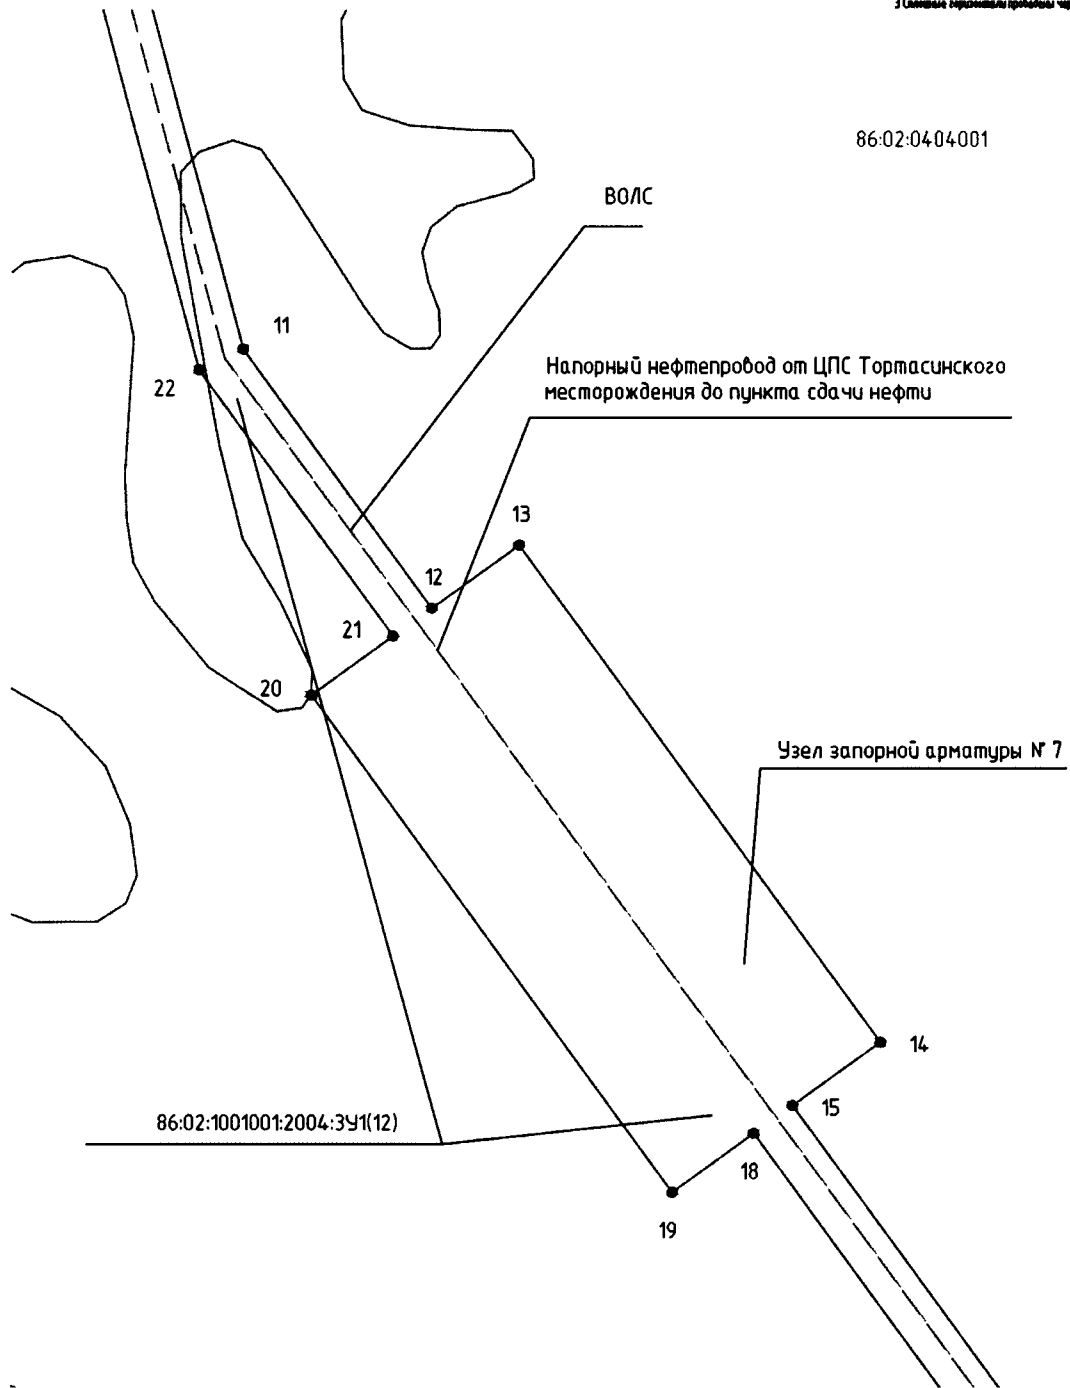 86:02:0404001
ВОЛС
11
22
Напорный нефтепровод от ЦПС Тортасинского
месторождения до пункта сдачи нефти
13
12
21
20
Узел запорной арматуры № 7
14
15
86:02:1001001:2004:ЗУ1(12)
18
19